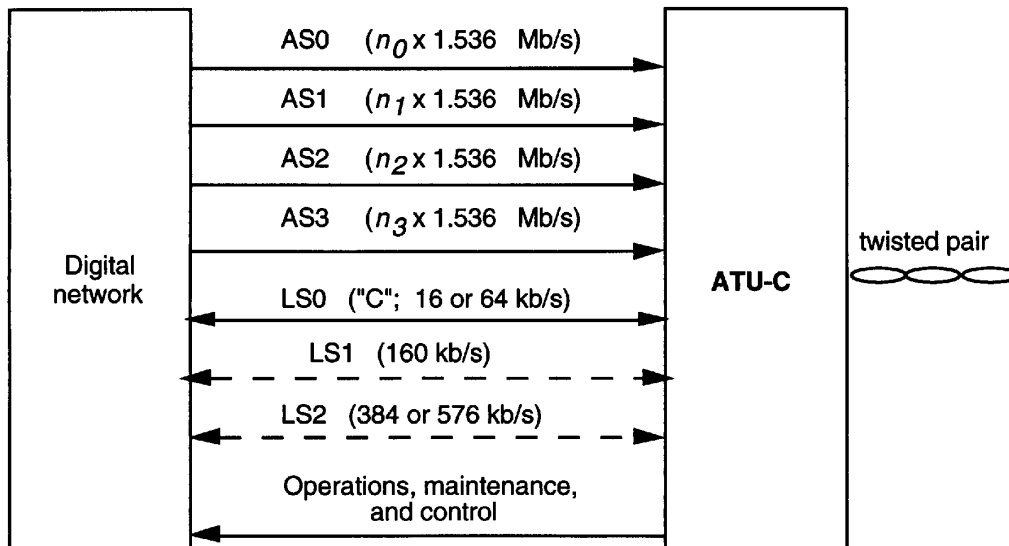 AS0 (n0 x 1.536 Mb/s)
AS1 (n1 x 1.536 Mb/s)
AS2 (n2 x 1.536 Mb/s)
AS3 (n3 x 1.536 Mb/s)
Digital
network
LS0 ("C"; 16 or 64 kb/s)
LS1 (160 kb/s)
LS2 (384 or 576 kb/s)
Operations, maintenance,
and control
ATU-C
twisted pair